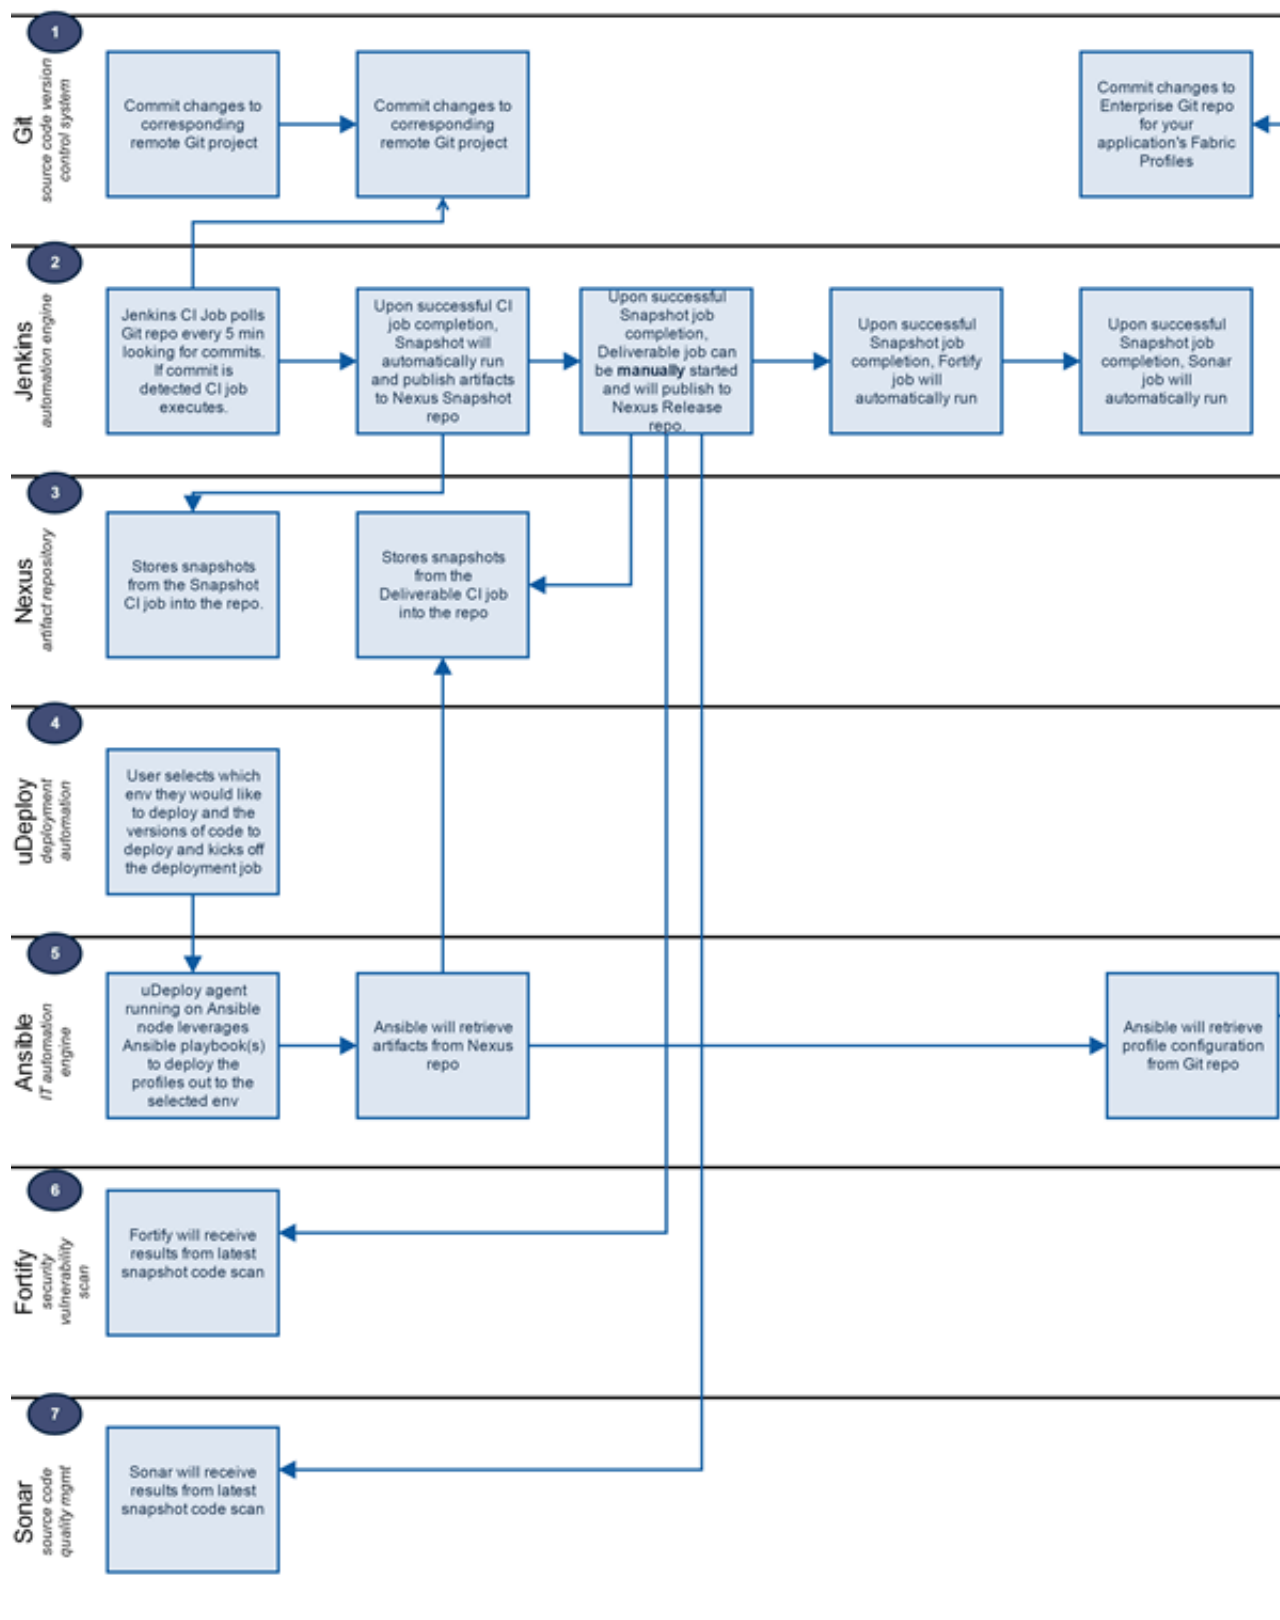 1
Git
source code version
control system
Commit changes to
corresponding
remote Git project
Commit changes to
corresponding
remote Git project
Commit changes to
Enterprise Git repo
for your
application's Fabric
Profiles
2
Jenkins
automation engine
Jenkins CI Job polls
Git repo every 5 min
looking for commits.
If commit is
detected CI job
executes.
Upon successful CI
job completion,
Snapshot will
automatically run
and publish artifacts
to Nexus Snapshot
repo
Upon successful
Snapshot job
completion,
Deliverable job can
be manually started
and will publish to
Nexus Release
repo.
Upon successful
Snapshot job
completion, Fortify
job will
automatically run
Upon successful
Snapshot job
completion, Sonar
job will
automatically run
3
Nexus
artifact repository
Stores snapshots
from the Snapshot
CI job into the repo.
Stores snapshots
from the
Deliverable CI job
into the repo
4
uDeploy
deployment
automation
User selects which
env they would like
to deploy and the
versions of code to
deploy and kicks off
the deployment job
5
Ansible
IT automation
engine
uDeploy agent
running on Ansible
node leverages
Ansible playbook(s)
to deploy the
profiles out to the
selected env
Ansible will retrieve
artifacts from Nexus
repo
Ansible will retrieve
profile configuration
from Git repo
6
Fortify
security
vulnerability
scan
Fortify will receive
results from latest
snapshot code scan
7
Sonar
source code
quality mgmt
Sonar will receive
results from latest
snapshot code scan